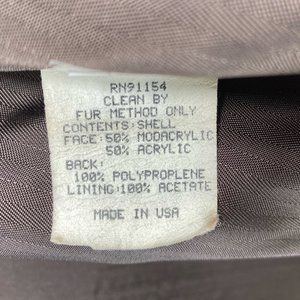 RN91154
CLEAN BY
FUR METHOD ONLY
CONTENTS:SHELL
FACE:50% MODACRYLIC
50% ACRYLIC
BACK:
100% POLYPROPLENE
LINING:100% ACETATE
MADE IN USA